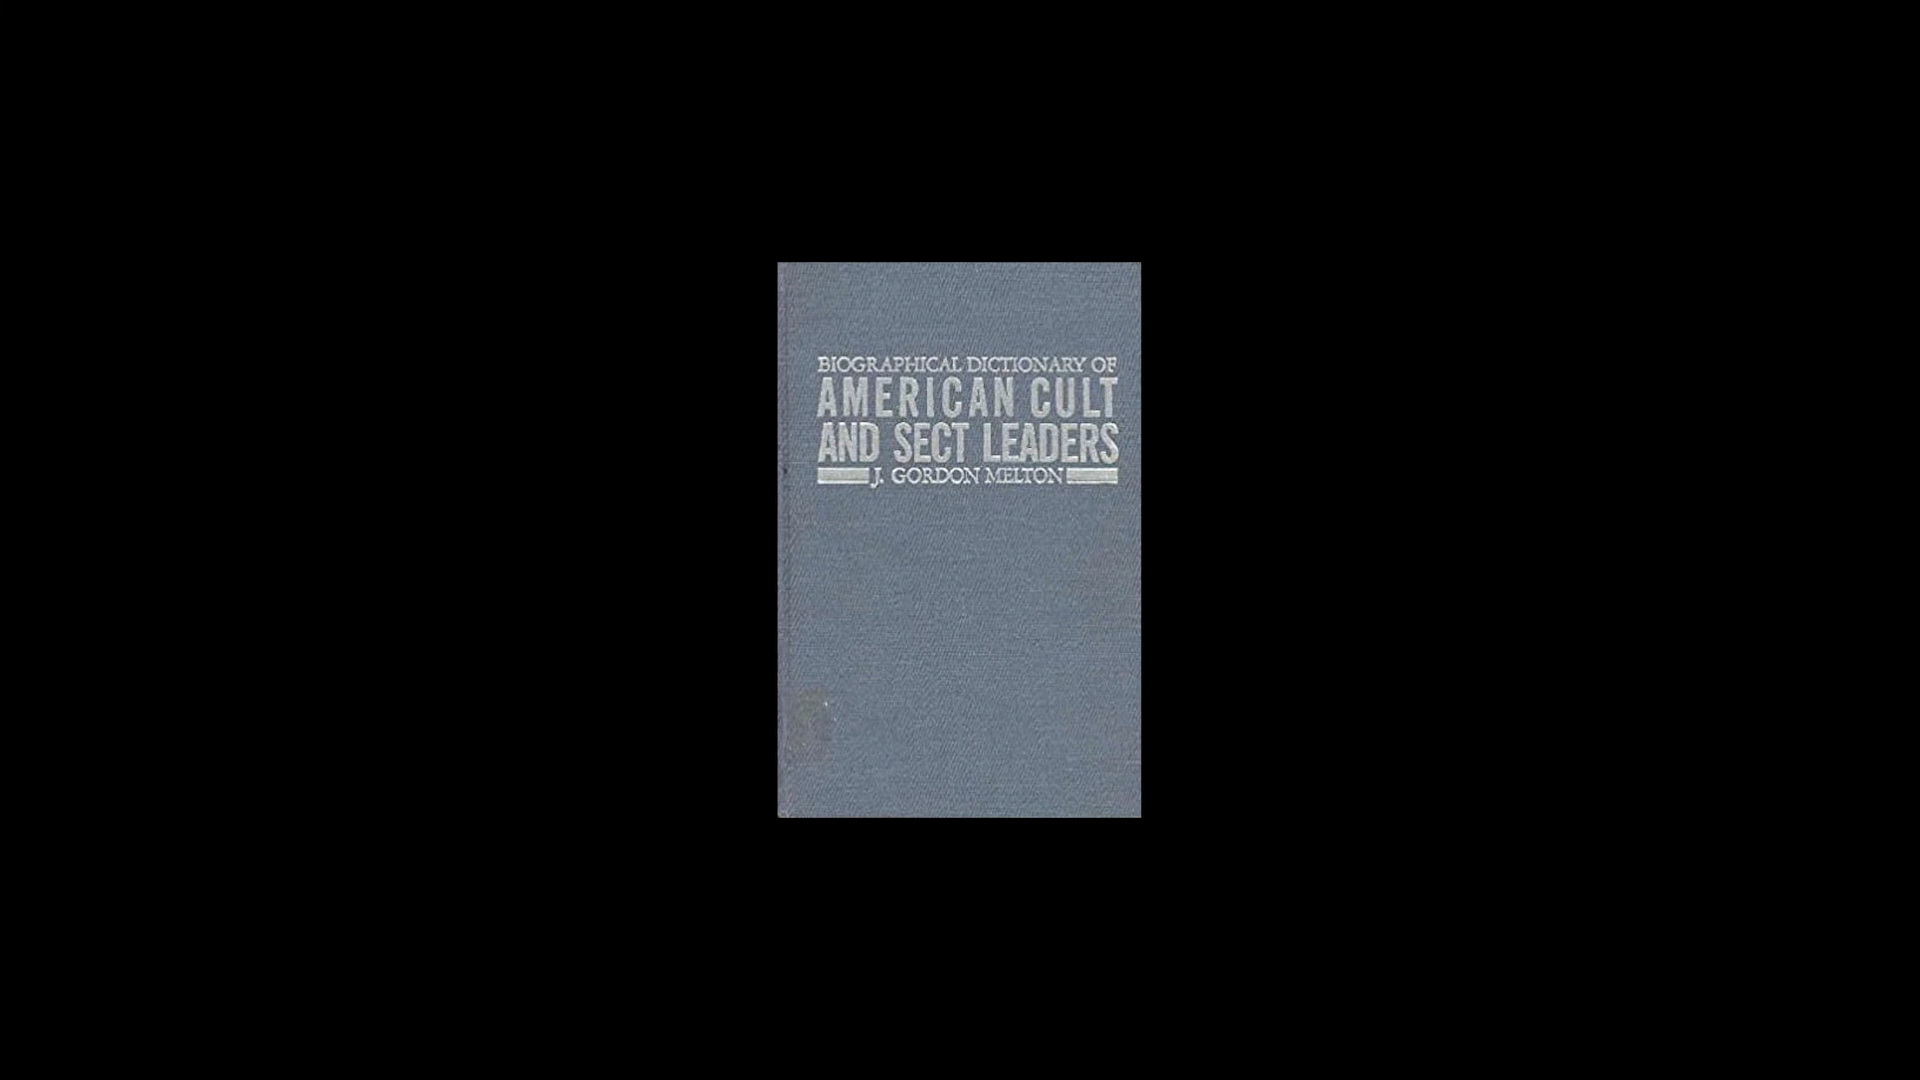 BIOGRAPHICAL DICTIONARY OF
AMERICAN CULT
AND SECT LEADERS
J. GORDON MELTON